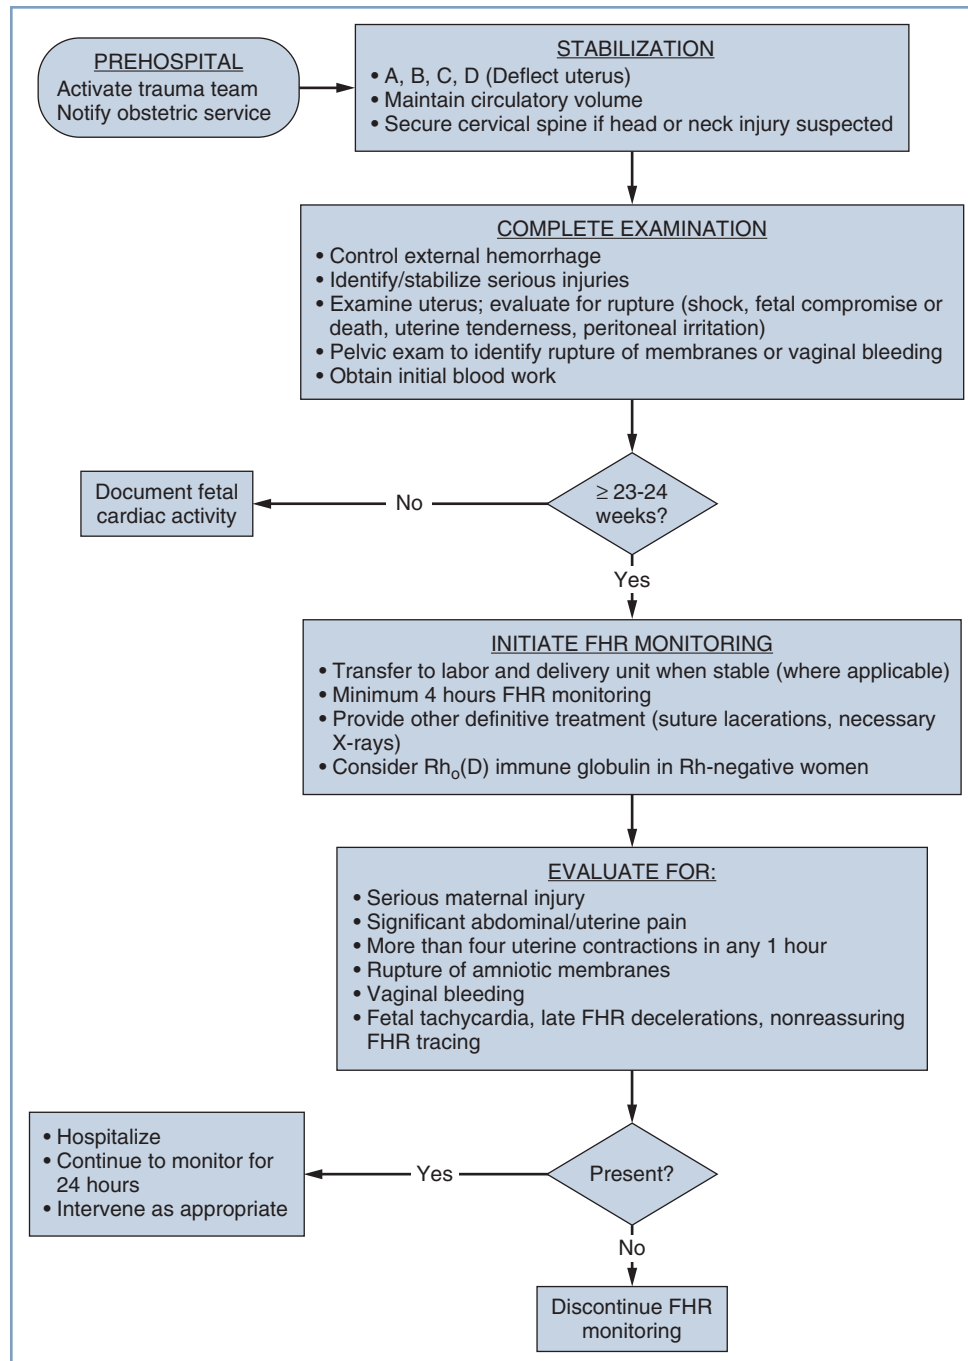 PREHOSPITAL
Activate trauma team
Notify obstetric service
STABILIZATION
• A, B, C, D (Deflect uterus)
• Maintain circulatory volume
• Secure cervical spine if head or neck injury suspected
COMPLETE EXAMINATION
• Control external hemorrhage
• Identify/stabilize serious injuries
• Examine uterus; evaluate for rupture (shock, fetal compromise or
death, uterine tenderness, peritoneal irritation)
• Pelvic exam to identify rupture of membranes or vaginal bleeding
• Obtain initial blood work
≥ 23-24
weeks?
No
Document fetal
cardiac activity
Yes
INITIATE FHR MONITORING
• Transfer to labor and delivery unit when stable (where applicable)
• Minimum 4 hours FHR monitoring
• Provide other definitive treatment (suture lacerations, necessary
X-rays)
• Consider Rho(D) immune globulin in Rh-negative women
EVALUATE FOR:
• Serious maternal injury
• Significant abdominal/uterine pain
• More than four uterine contractions in any 1 hour
• Rupture of amniotic membranes
• Vaginal bleeding
• Fetal tachycardia, late FHR decelerations, nonreassuring
FHR tracing
Present?
Yes
• Hospitalize
• Continue to monitor for
24 hours
• Intervene as appropriate
No
Discontinue FHR
monitoring